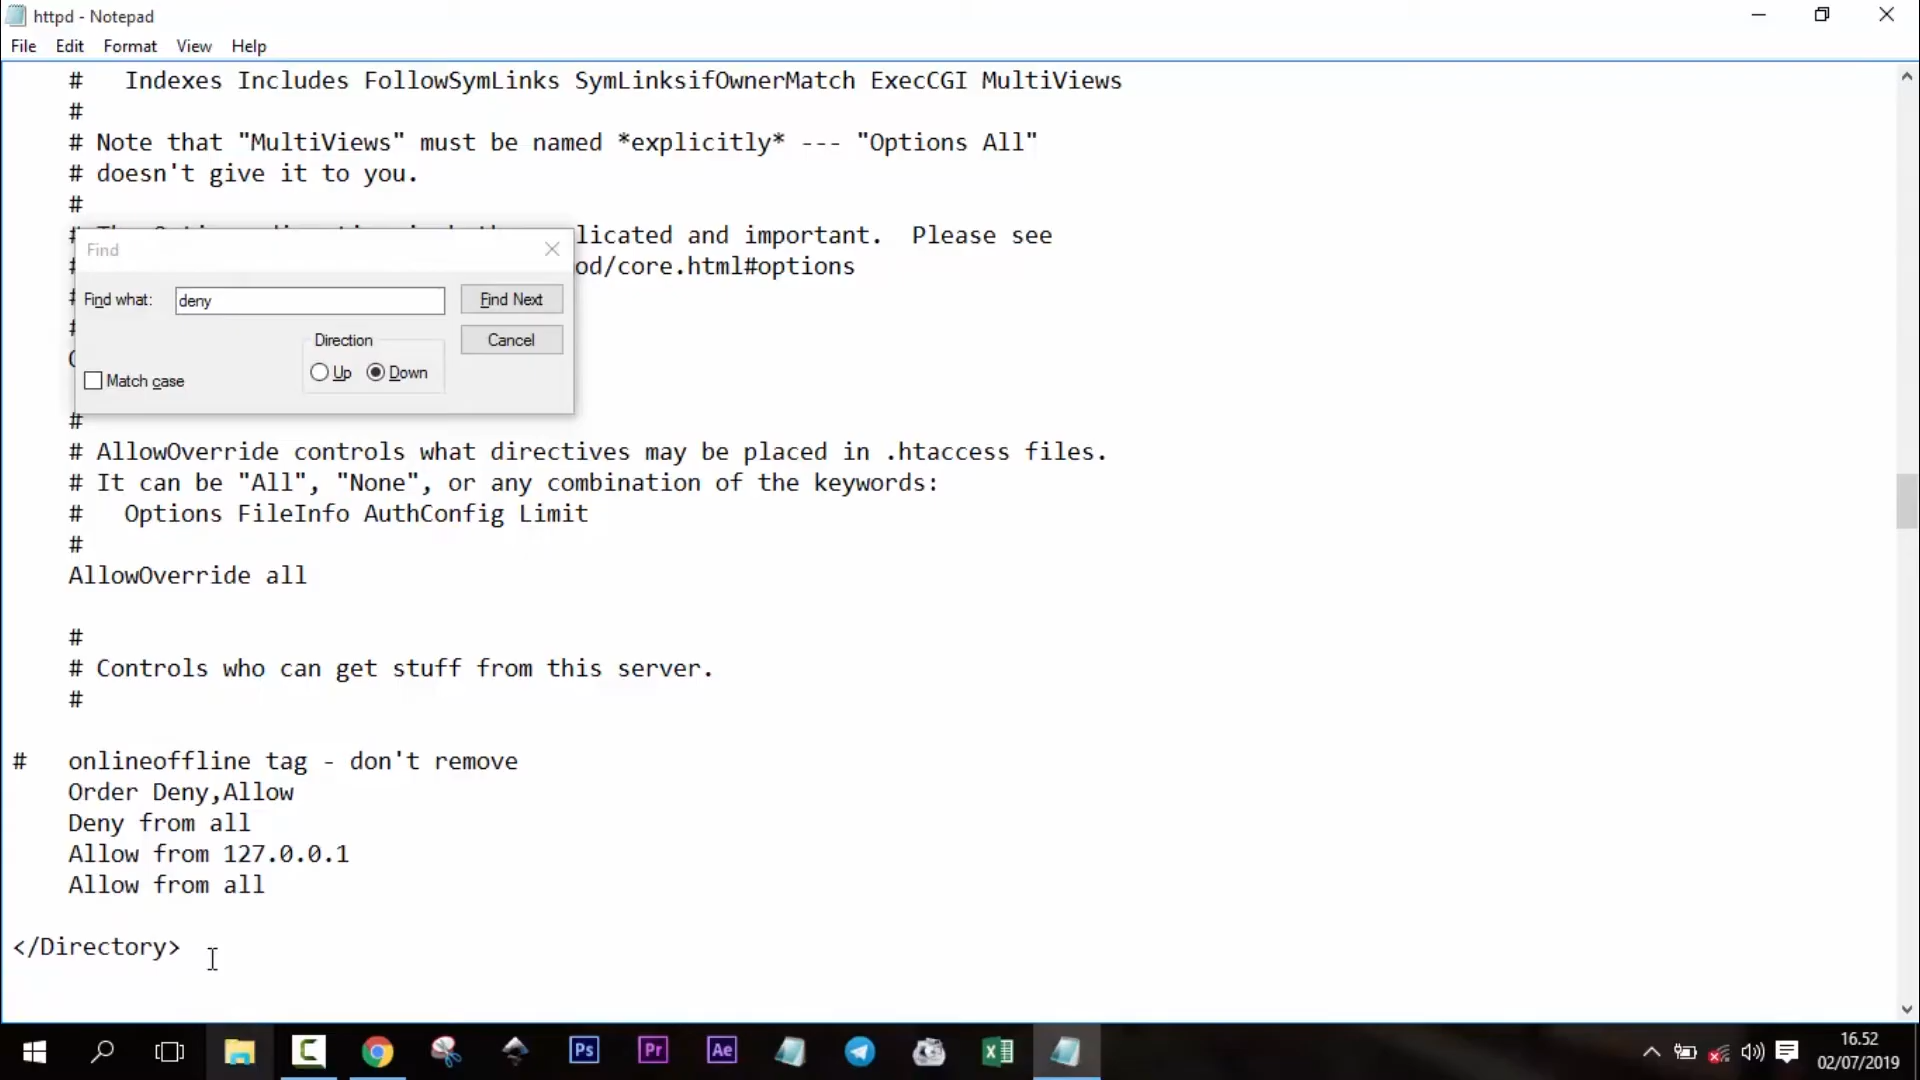 httpd - Notepad
File Edit Format View Help
#   Indexes Includes FollowSymLinks SymLinksifOwnerMatch ExecCGI MultiViews
#
# Note that "MultiViews" must be named *explicitly* --- "Options All"
# doesn't give it to you.
#
licated and important.  Please see
od/core.html#options
Find
Find what: deny Find Next
Direction Cancel
Up Down
Match case
#
# AllowOverride controls what directives may be placed in .htaccess files.
# It can be "All", "None", or any combination of the keywords:
#   Options FileInfo AuthConfig Limit
#
AllowOverride all
#
# Controls who can get stuff from this server.
#
#   onlineoffline tag - don't remove
Order Deny,Allow
Deny from all
Allow from 127.0.0.1
Allow from all
</Directory>
Ps Pr Ae
16.52
02/07/2019